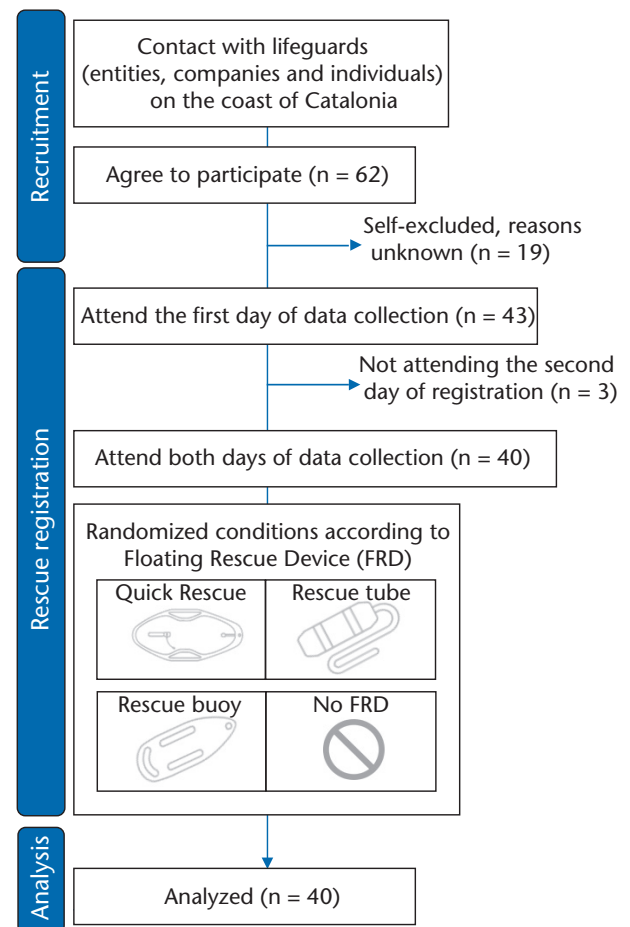 Recruitment
Contact with lifeguards
(entities, companies and individuals)
on the coast of Catalonia
Agree to participate (n = 62)
Self-excluded, reasons
unknown (n = 19)
Rescue registration
Attend the first day of data collection (n = 43)
Not attending the second
day of registration (n = 3)
Attend both days of data collection (n = 40)
Randomized conditions according to
Floating Rescue Device (FRD)
Quick Rescue
Rescue tube
Rescue buoy
No FRD
Analysis
Analyzed (n = 40)